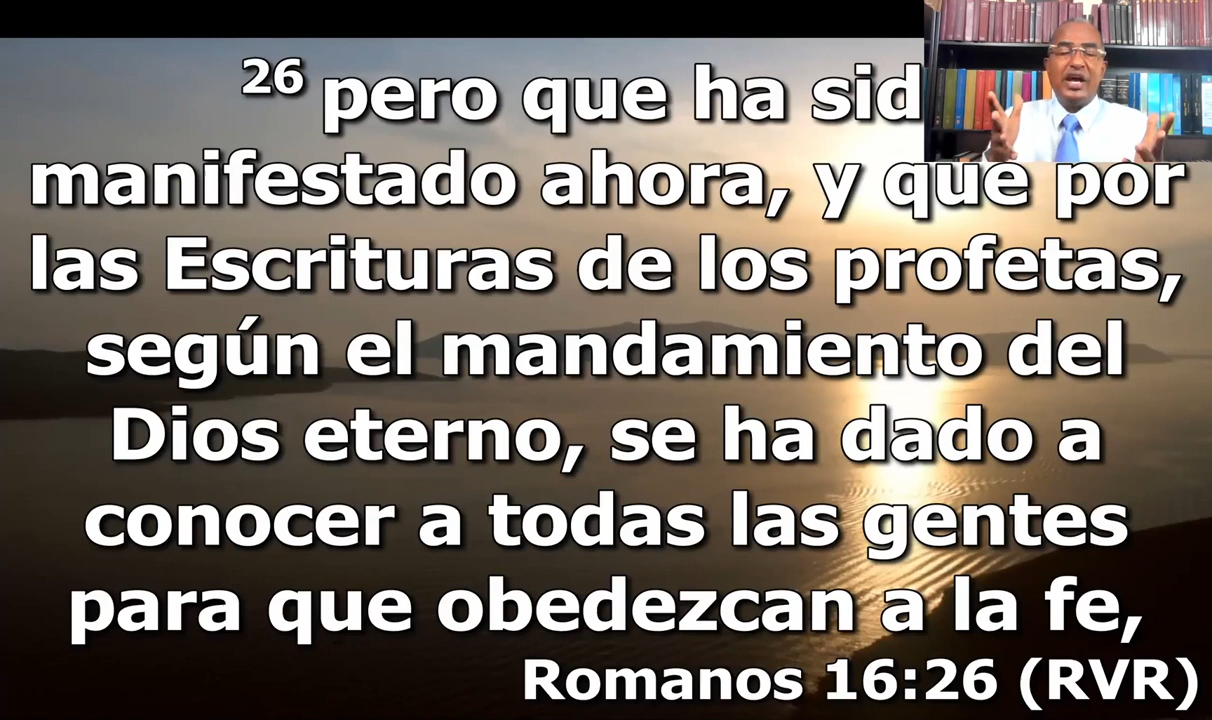 26 pero que ha sid
manifestado ahora, y que por
las Escrituras de los profetas,
según el mandamiento del
Dios eterno, se ha dado a
conocer a todas las gentes
para que obedezcan a la fe,
Romanos 16:26 (RVR)